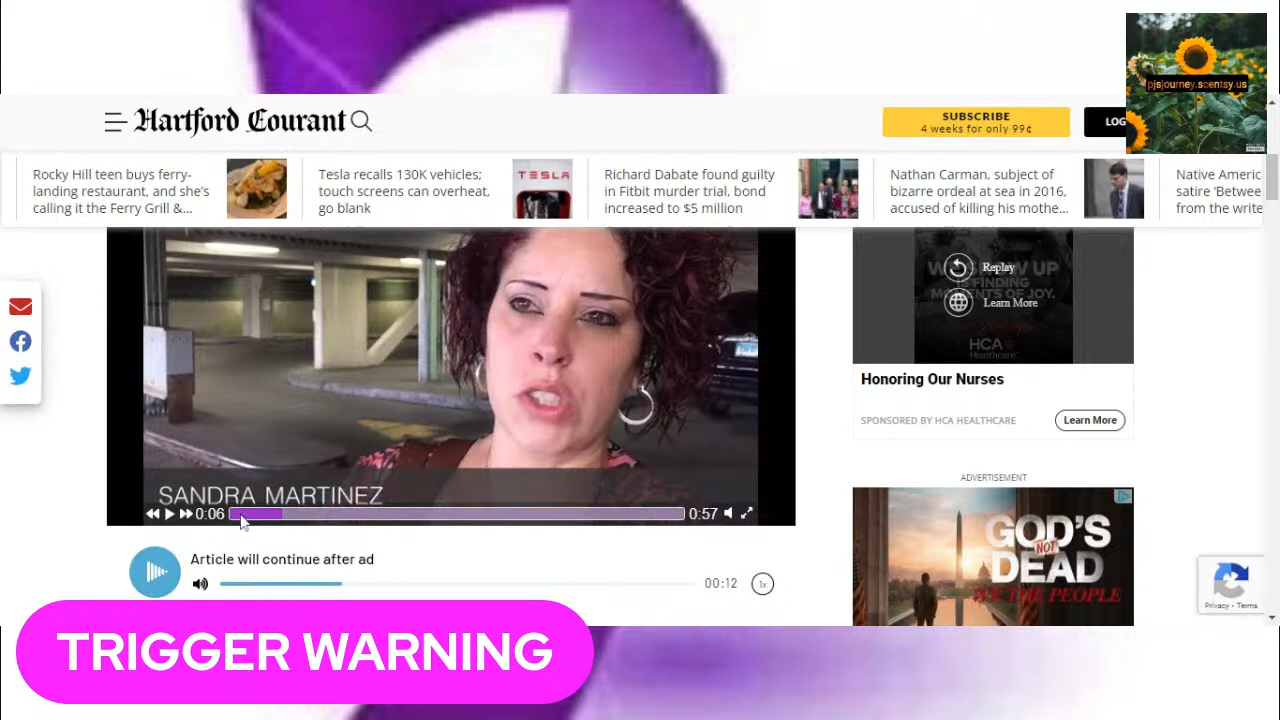 pjsjourney.scentsy.us
Hartford Courant
SUBSCRIBE
4 weeks for only 99¢
LOG
Rocky Hill teen buys ferry-
landing restaurant, and she's
calling it the Ferry Grill &...
Tesla recalls 130K vehicles;
touch screens can overheat,
go blank
TESLA
Richard Dabate found guilty
in Fitbit murder trial, bond
increased to $5 million
Nathan Carman, subject of
bizarre ordeal at sea in 2016,
accused of killing his mothe...
Native Americ
satire 'Betwee
from the write
SANDRA MARTINEZ
0:06
0:57
Replay
Learn More
HCA
Healthcare
Honoring Our Nurses
SPONSORED BY HCA HEALTHCARE
Learn More
ADVERTISEMENT
GOD'S
NOT
DEAD
WE THE PEOPLE
Article will continue after ad
00:12
1x
Privacy - Terms
TRIGGER WARNING